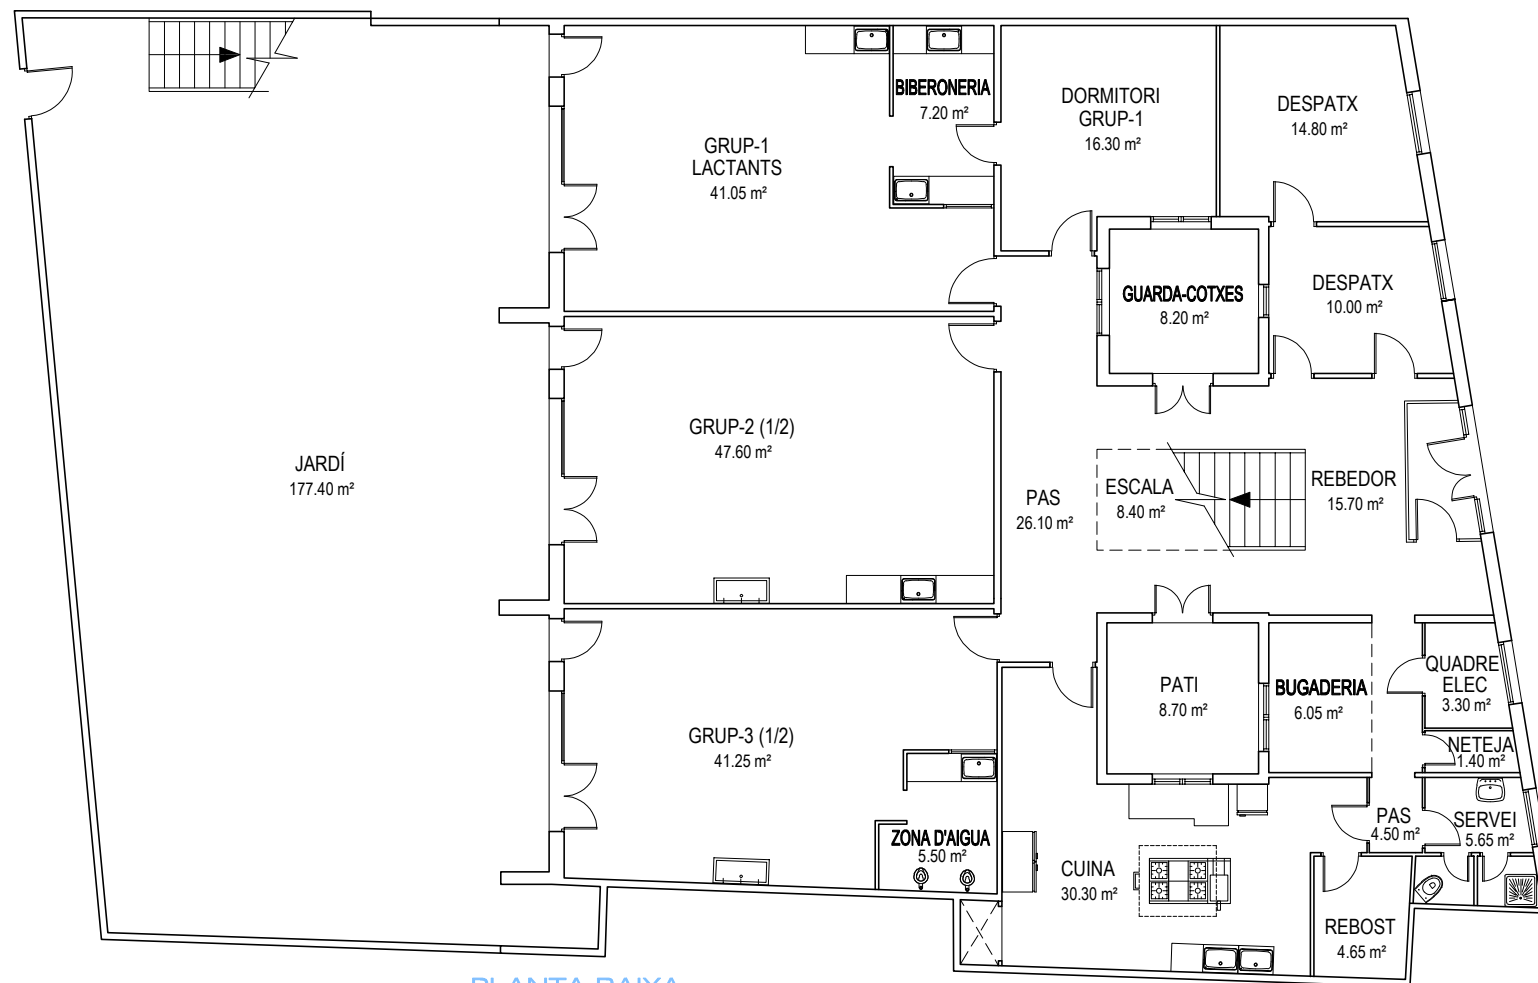 BIBERONERIA
7.20 m²
DORMITORI
GRUP-1
16.30 m²
DESPATX
14.80 m²
GRUP-1
LACTANTS
41.05 m²
GUARDA-COTXES
8.20 m²
DESPATX
10.00 m²
GRUP-2 (1/2)
47.60 m²
JARDÍ
177.40 m²
PAS
26.10 m²
ESCALA
8.40 m²
REBEDOR
15.70 m²
PATI
8.70 m²
BUGADERIA
6.05 m²
QUADRE
ELEC
3.30 m²
NETEJA
1.40 m²
GRUP-3 (1/2)
41.25 m²
ZONA D'AIGUA
5.50 m²
CUINA
30.30 m²
PAS
4.50 m²
SERVEI
5.65 m²
REBOST
4.65 m²
PLANTA BAIXA